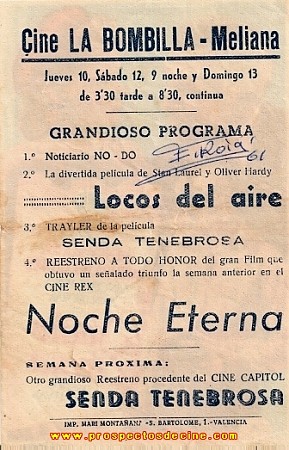 Cine LA BOMBILLA - Meliana
Jueves 10, Sábado 12, 9 noche y Domingo 13
de 3'30 tarde a 8'30, continua
GRANDIOSO PROGRAMA
1.º Noticiario NO - DO
61
2.º La divertida película de Stan Laurel y Oliver Hardy
Locos del aire
3.º TRAYLER de la película
SENDA TENEBROSA
4.º REESTRENO A TODO HONOR del gran Film que
obtuvo un señalado triunfo la semana anterior en el
CINE REX
Noche Eterna
SEMANA PROXIMA:
Otro grandioso Reestreno procedente del CINE CAPITOL
SENDA TENEBROSA
IMP. MARI MONTAÑANA -S. BARTOLOME, 1.-VALENCIA
www.prospectosdecine.com